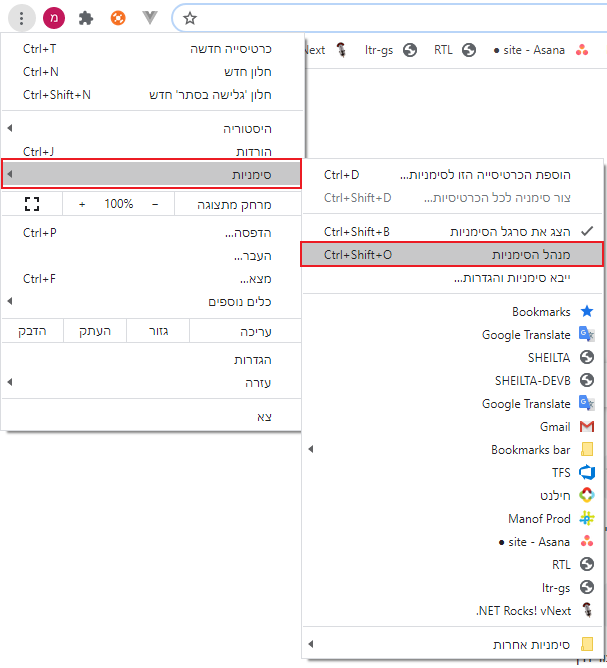 מ
vNext
ltr-gs
RTL
● site - Asana
כרטיסייה חדשה Ctrl+T
חלון חדש Ctrl+N
חלון 'גלישה בסתר' חדש Ctrl+Shift+N
היסטוריה
הורדות Ctrl+J
סימניות
מרחק מתצוגה − 100% +
הדפסה... Ctrl+P
העבר...
מצא... Ctrl+F
כלים נוספים
עריכה גזור העתק הדבק
הגדרות
עזרה
צא
הוספת הכרטיסייה הזו לסימניות... Ctrl+D
צור סימניה לכל הכרטיסיות... Ctrl+Shift+D
הצג את סרגל הסימניות Ctrl+Shift+B
מנהל הסימניות Ctrl+Shift+O
ייבא סימניות והגדרות...
Bookmarks
Google Translate
SHEILTA
SHEILTA-DEVB
Google Translate
Gmail
Bookmarks bar
TFS
חילנט
Manof Prod
● site - Asana
RTL
ltr-gs
.NET Rocks! vNext
סימניות אחרות